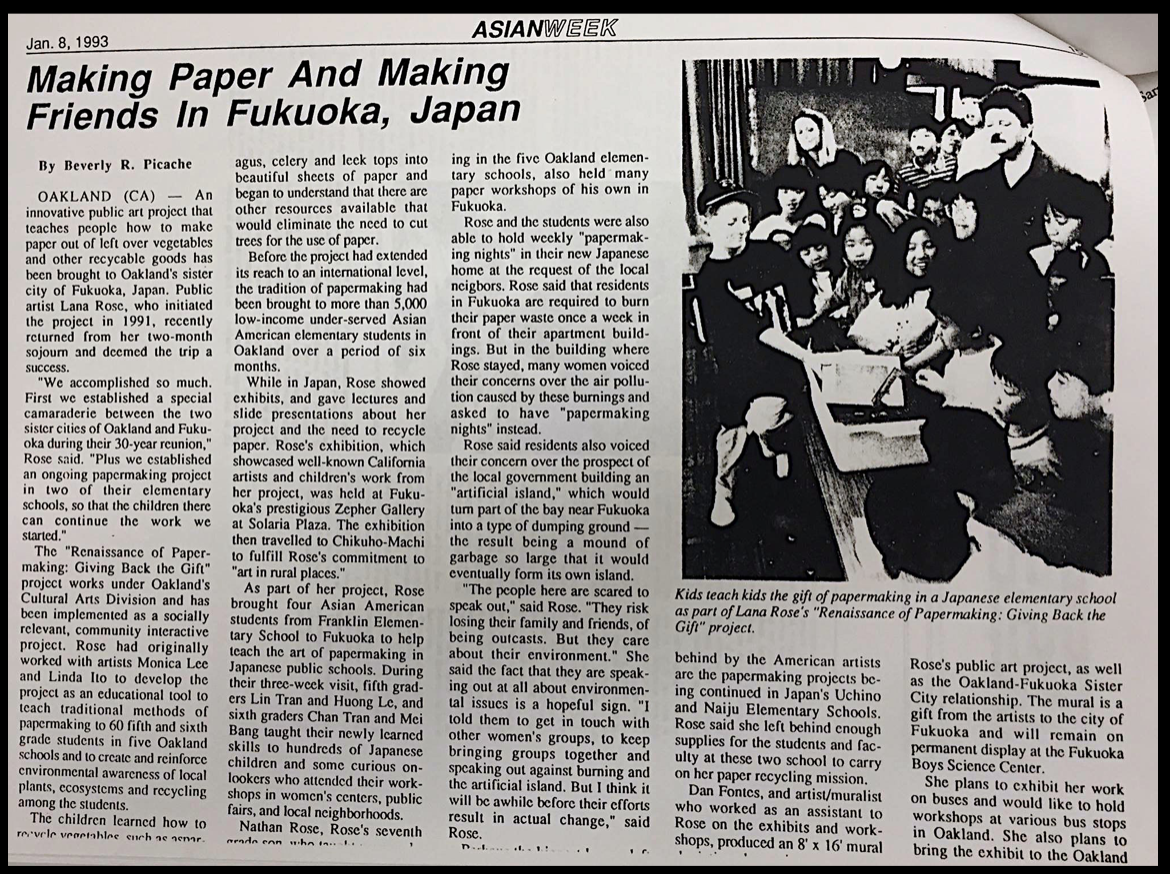 Jan. 8, 1993
ASIANWEEK
Making Paper And Making
Friends In Fukuoka, Japan
By Beverly R. Picache
OAKLAND (CA) — An
innovative public art project that
teaches people how to make
paper out of left over vegetables
and other recycable goods has
been brought to Oakland's sister
city of Fukuoka, Japan. Public
artist Lana Rose, who initiated
the project in 1991, recently
returned from her two-month
sojourn and deemed the trip a
success.
"We accomplished so much.
First we established a special
camaraderie between the two
sister cities of Oakland and Fuku-
oka during their 30-year reunion,"
Rose said. "Plus we established
an ongoing papermaking project
in two of their elementary
schools, so that the children there
can continue the work we
started."
The "Renaissance of Paper-
making: Giving Back the Gift"
project works under Oakland's
Cultural Arts Division and has
been implemented as a socially
relevant, community interactive
project. Rose had originally
worked with artists Monica Lee
and Linda Ito to develop the
project as an educational tool to
teach traditional methods of
papermaking to 60 fifth and sixth
grade students in five Oakland
schools and to create and reinforce
environmental awareness of local
plants, ecosystems and recycling
among the students.
The children learned how to
recycle vegetables such as aspar-
agus, celery and leek tops into
beautiful sheets of paper and
began to understand that there are
other resources available that
would eliminate the need to cut
trees for the use of paper.
Before the project had extended
its reach to an international level,
the tradition of papermaking had
been brought to more than 5,000
low-income under-served Asian
American elementary students in
Oakland over a period of six
months.
While in Japan, Rose showed
exhibits, and gave lectures and
slide presentations about her
project and the need to recycle
paper. Rose's exhibition, which
showcased well-known California
artists and children's work from
her project, was held at Fuku-
oka's prestigious Zepher Gallery
at Solaria Plaza. The exhibition
then travelled to Chikuho-Machi
to fulfill Rose's commitment to
"art in rural places."
As part of her project, Rose
brought four Asian American
students from Franklin Elemen-
tary School to Fukuoka to help
teach the art of papermaking in
Japanese public schools. During
their three-week visit, fifth grad-
ers Lin Tran and Huong Le, and
sixth graders Chan Tran and Mei
Bang taught their newly learned
skills to hundreds of Japanese
children and some curious on-
lookers who attended their work-
shops in women's centers, public
fairs, and local neighborhoods.
Nathan Rose, Rose's seventh
grade son, who
ing in the five Oakland elemen-
tary schools, also held many
paper workshops of his own in
Fukuoka.
Rose and the students were also
able to hold weekly "papermak-
ing nights" in their new Japanese
home at the request of the local
neigbors. Rose said that residents
in Fukuoka are required to burn
their paper waste once a week in
front of their apartment build-
ings. But in the building where
Rose stayed, many women voiced
their concerns over the air pollu-
tion caused by these burnings and
asked to have "papermaking
nights" instead.
Rose said residents also voiced
their concern over the prospect of
the local government building an
"artificial island," which would
turn part of the bay near Fukuoka
into a type of dumping ground —
the result being a mound of
garbage so large that it would
eventually form its own island.
"The people here are scared to
speak out," said Rose. "They risk
losing their family and friends, of
being outcasts. But they care
about their environment." She
said the fact that they are speak-
ing out at all about environmen-
tal issues is a hopeful sign. "I
told them to get in touch with
other women's groups, to keep
bringing groups together and
speaking out against burning and
the artificial island. But I think it
will be awhile before their efforts
result in actual change," said
Rose.
Kids teach kids the gift of papermaking in a Japanese elementary school
as part of Lana Rose's "Renaissance of Papermaking: Giving Back the
Gift" project.
behind by the American artists
are the papermaking projects be-
ing continued in Japan's Uchino
and Naiju Elementary Schools.
Rose said she left behind enough
supplies for the students and fac-
ulty at these two school to carry
on her paper recycling mission.
Dan Fontes, and artist/muralist
who worked as an assistant to
Rose on the exhibits and work-
shops, produced an 8' x 16' mural
Rose's public art project, as well
as the Oakland-Fukuoka Sister
City relationship. The mural is a
gift from the artists to the city of
Fukuoka and will remain on
permanent display at the Fukuoka
Boys Science Center.
She plans to exhibit her work
on buses and would like to hold
workshops at various bus stops
in Oakland. She also plans to
bring the exhibit to the Oakland